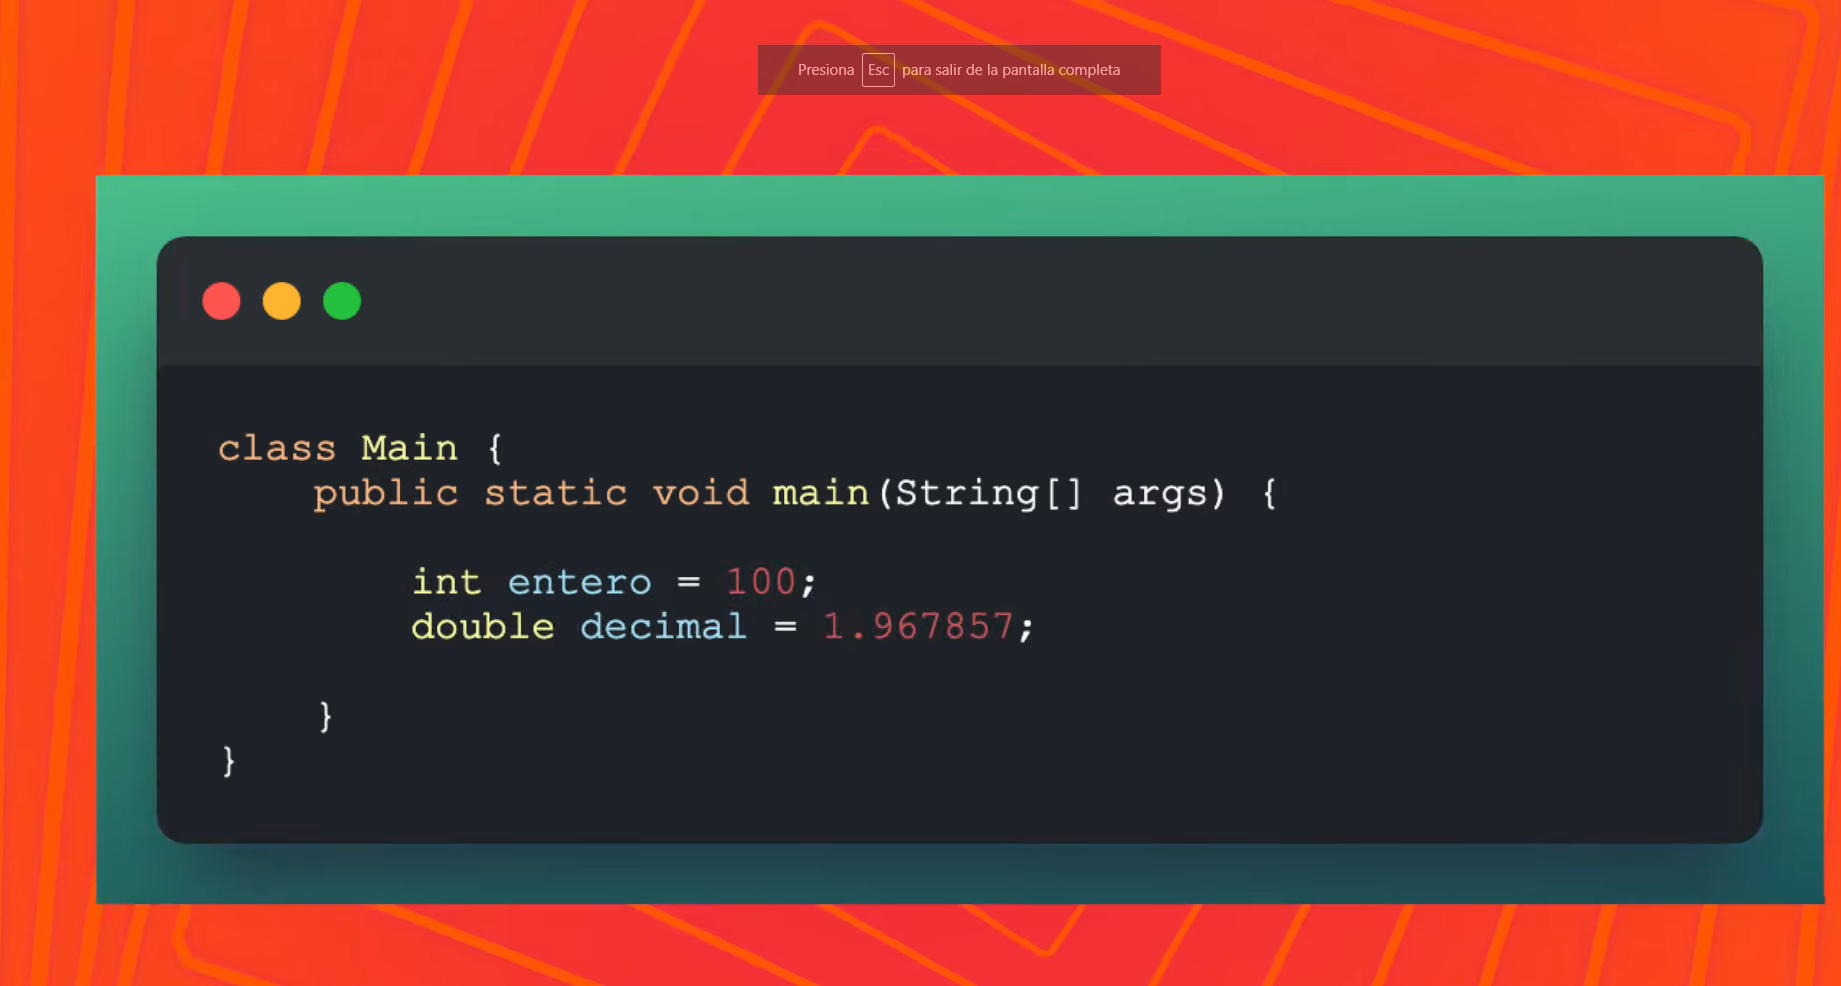 Presiona Esc para salir de la pantalla completa
class Main {
    public static void main(String[] args) {
        int entero = 100;
        double decimal = 1.967857;
    }
}